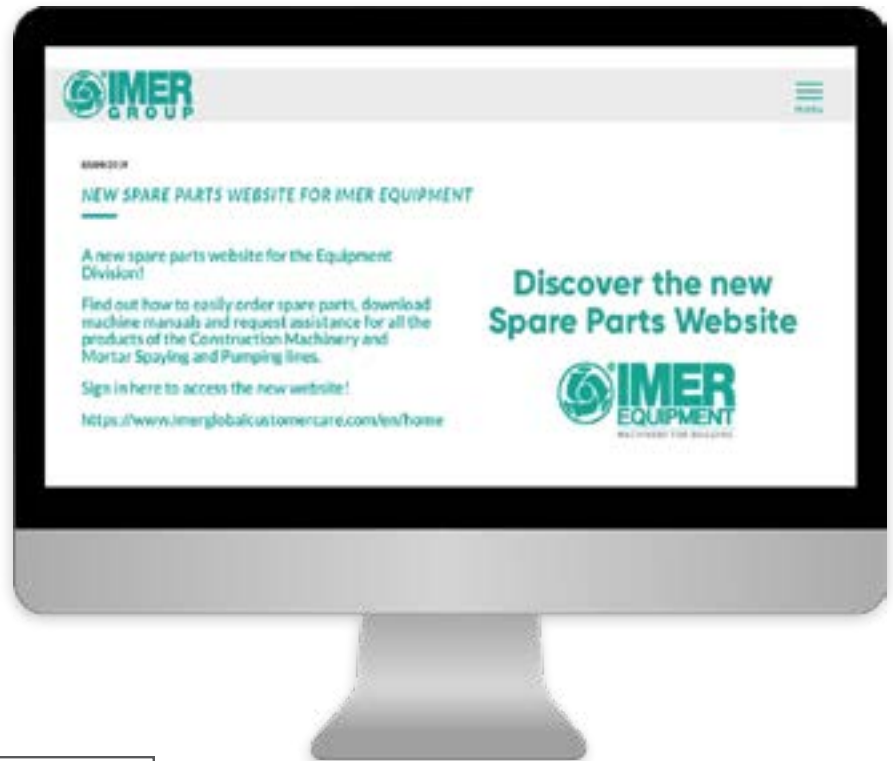 IMER
GROUP
NEW SPARE PARTS WEBSITE FOR IMER EQUIPMENT
A new spare parts website for the Equipment
Division!
Find out how to easily order spare parts, download
machine manuals and request assistance for all the
products of the Construction Machinery and
Mortar Spaying and Pumping lines.
Sign in here to access the new website!
https://www.imerglobalcustomercare.com/en/home
Discover the new
Spare Parts Website
IMER
EQUIPMENT
MACHINERY FOR BUILDING